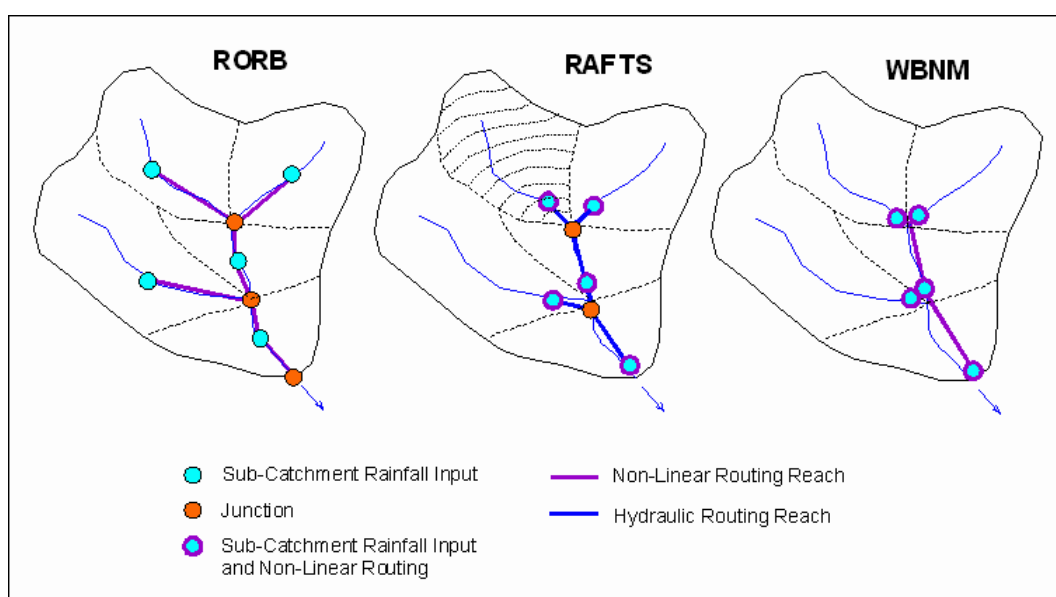 RORB
RAFTS
WBNM
Sub-Catchment Rainfall Input
Junction
Sub-Catchment Rainfall Input
and Non-Linear Routing
Non-Linear Routing Reach
Hydraulic Routing Reach